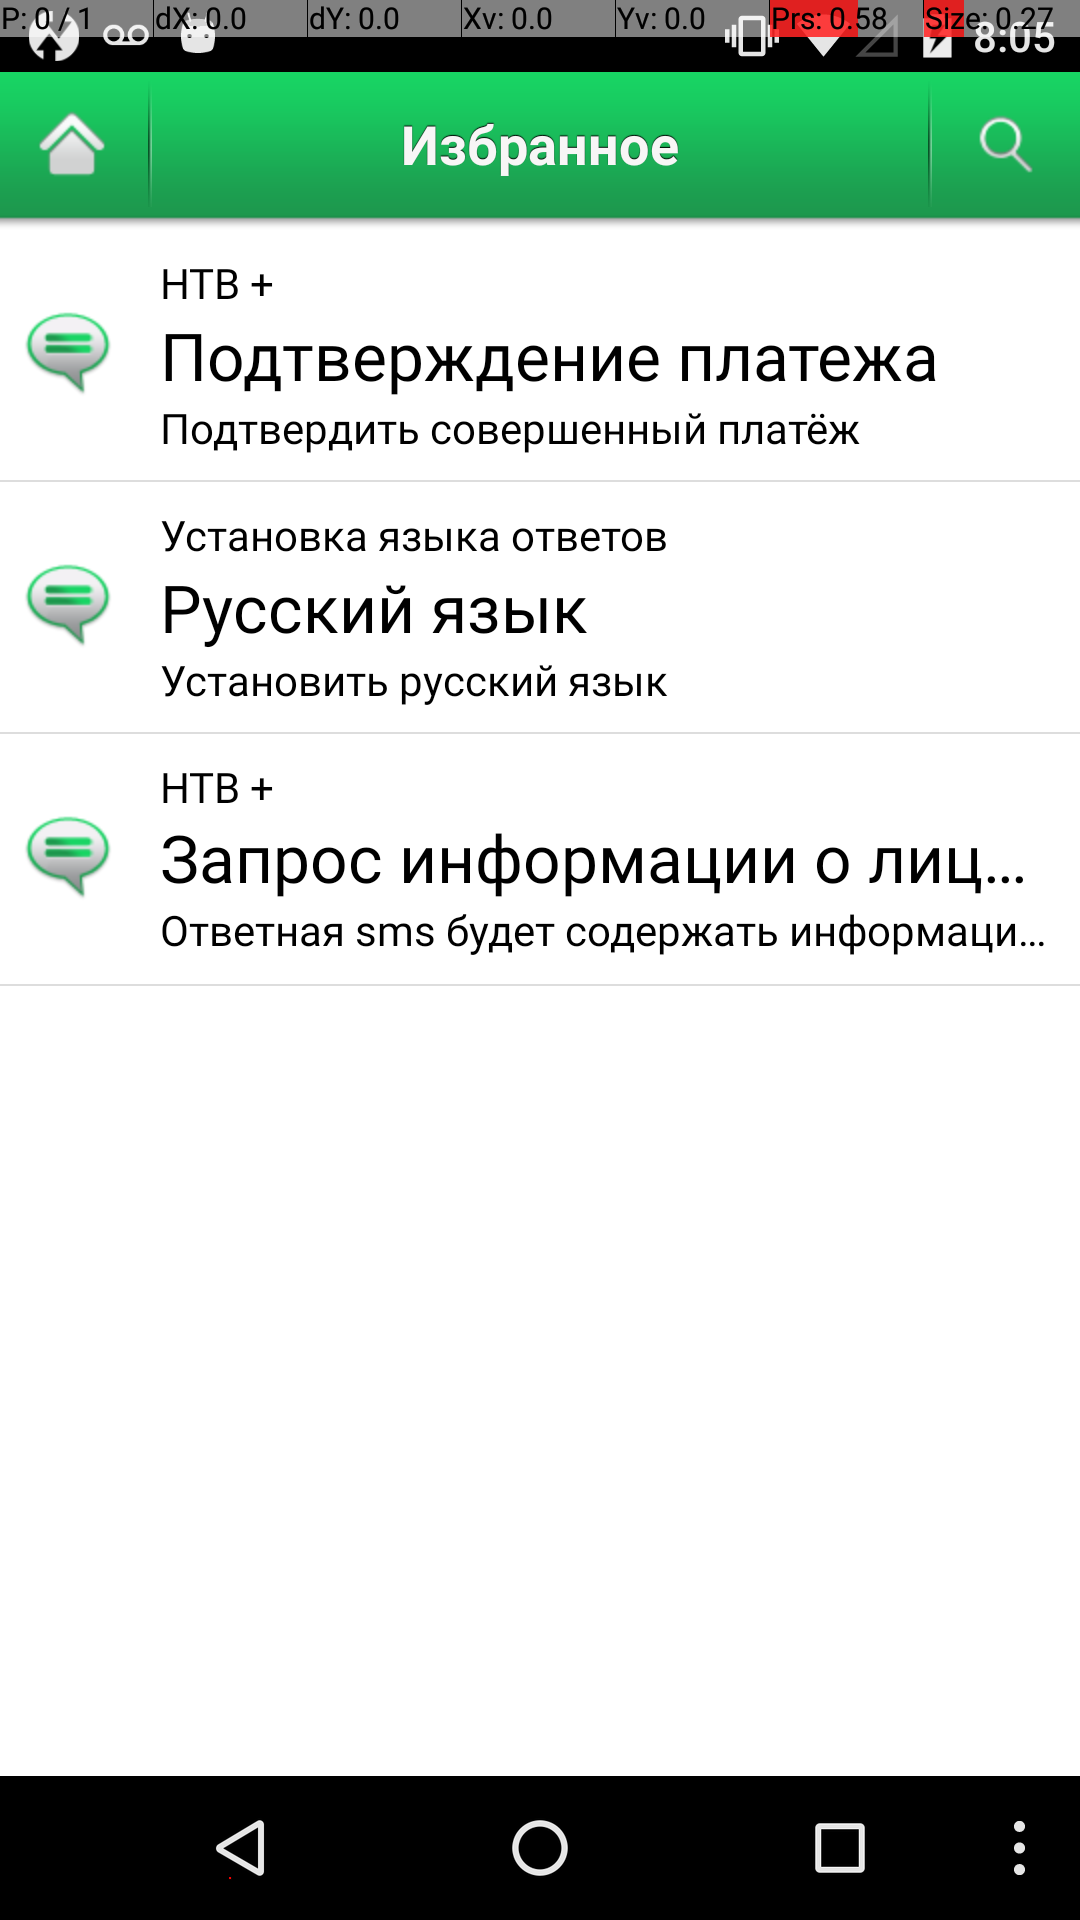 P: 0 / 1 dX: 0.0 dY: 0.0 Xv: 0.0 Yv: 0.0 Prs: 0.58 Size: 0.27
8:05
Избранное
НТВ +
Подтверждение платежа
Подтвердить совершенный платёж
Установка языка ответов
Русский язык
Установить русский язык
НТВ +
Запрос информации о лиц...
Ответная sms будет содержать информаци...